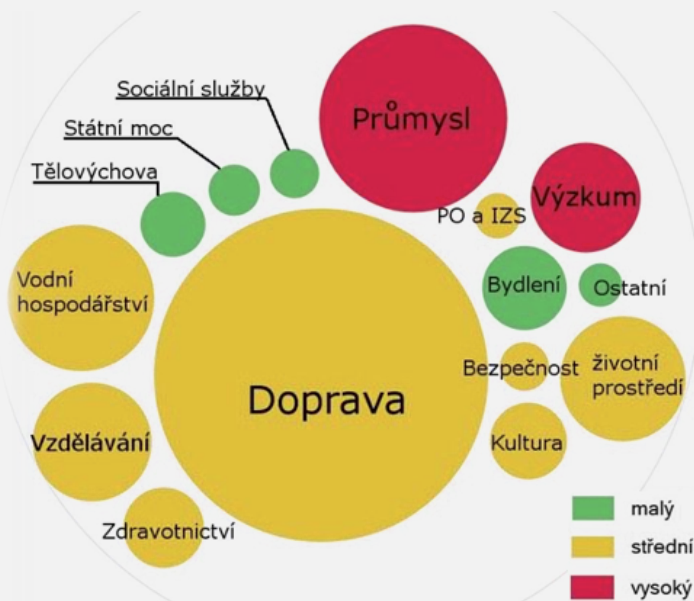 Sociální služby
Státní moc
Tělovýchova
Průmysl
Výzkum
PO a IZS
Vodní
hospodářství
Bydlení
Ostatní
Doprava
Bezpečnost
životní
prostředí
Vzdělávání
Kultura
Zdravotnictví
malý
střední
vysoký